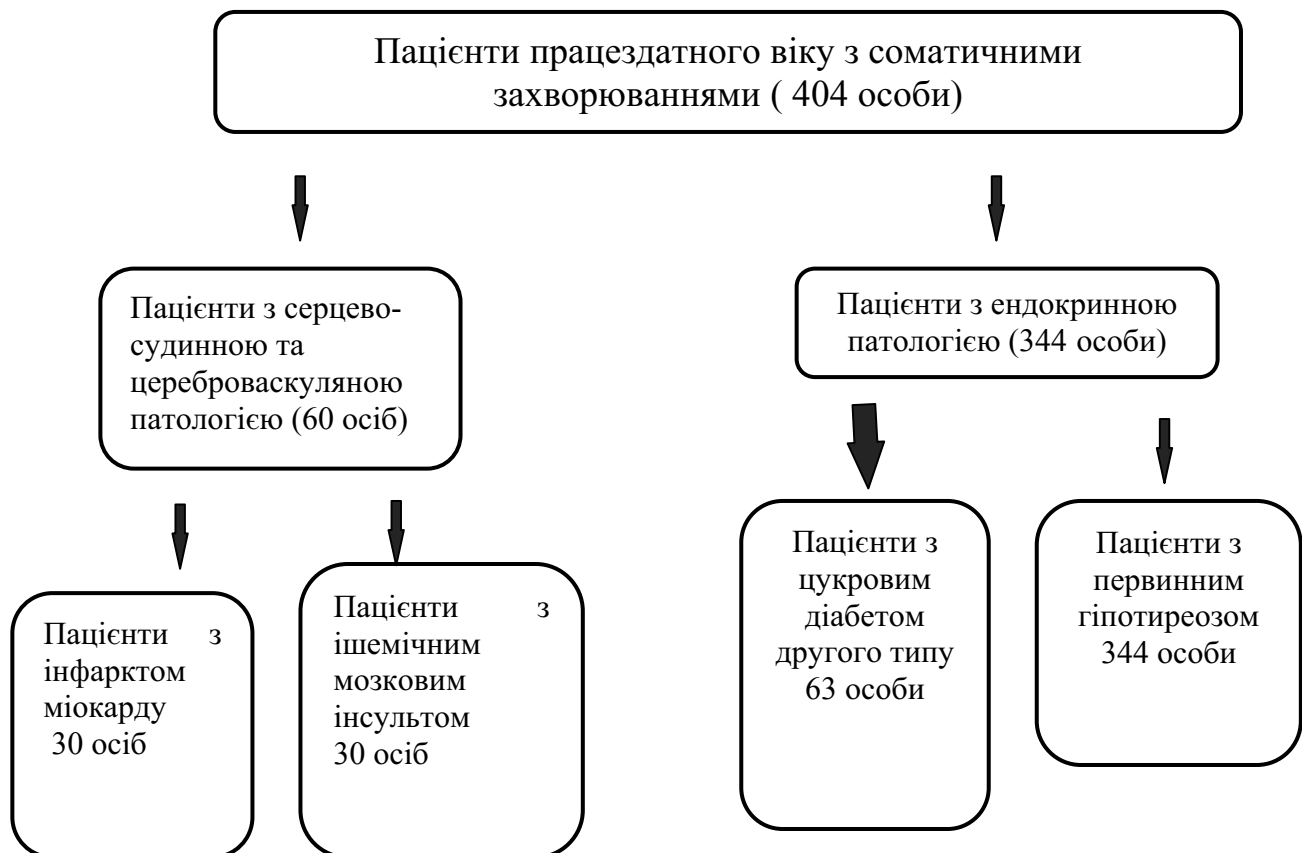 Пацієнти працездатного віку з соматичними
захворюваннями ( 404 особи)
Пацієнти з серцево-
судинною та
цереброваскуляною
патологією (60 осіб)
Пацієнти з ендокринною
патологією (344 особи)
Пацієнти з
інфарктом
міокарду
30 осіб
Пацієнти з
ішемічним
мозковим
інсультом
30 осіб
Пацієнти з
цукровим
діабетом
другого типу
63 особи
Пацієнти з
первинним
гіпотиреозом
344 особи